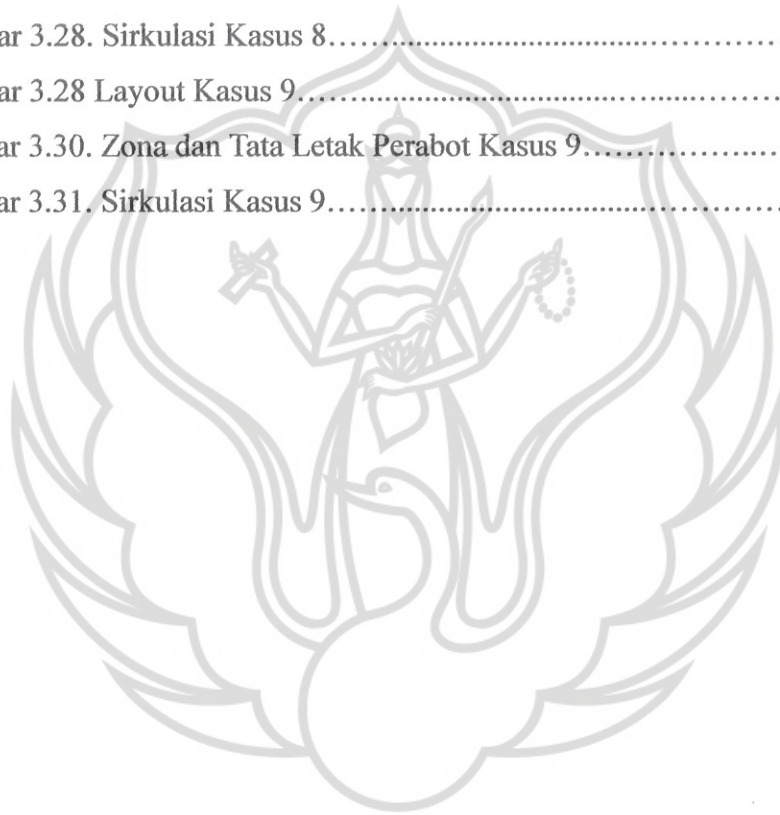 ar 3.28. Sirkulasi Kasus 8................................................................
ar 3.28 Layout Kasus 9................................................................
ar 3.30. Zona dan Tata Letak Perabot Kasus 9........................
ar 3.31. Sirkulasi Kasus 9................................................................